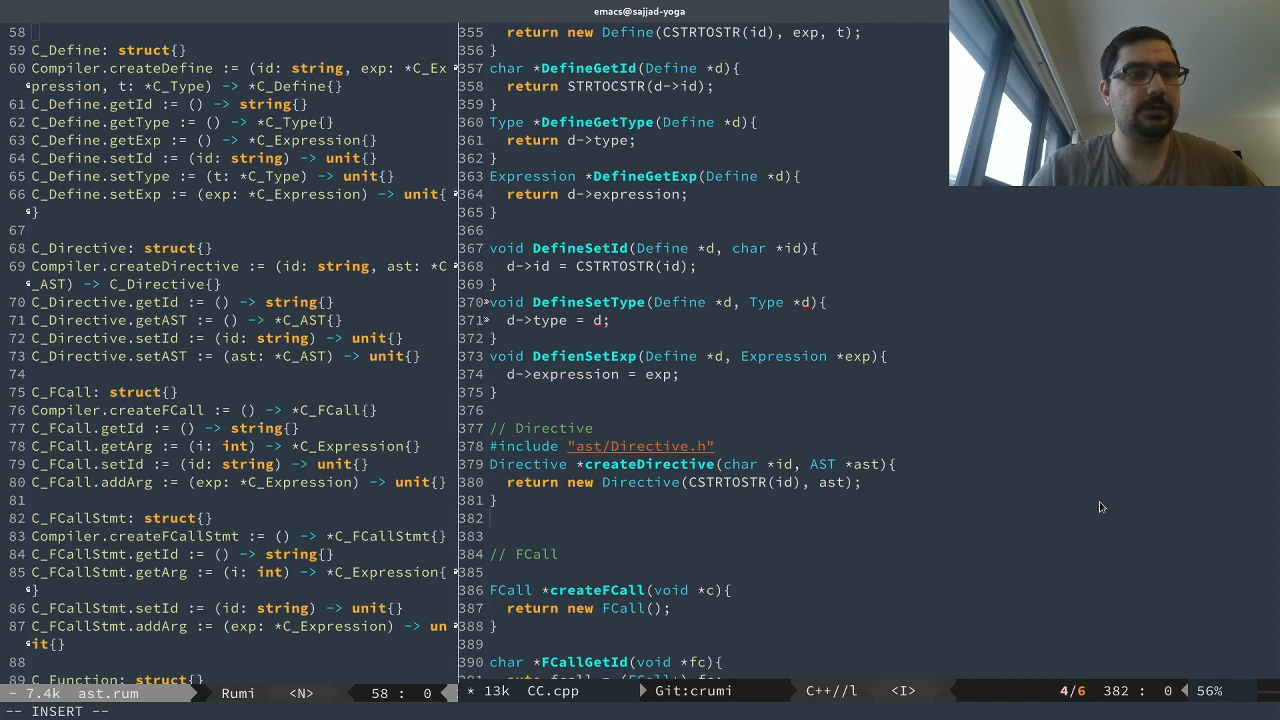 emacs@sajjad-yoga
58
59 C_Define: struct{}
60 Compiler.createDefine := (id: string, exp: *C_Ex
pression, t: *C_Type) -> *C_Define{}
61 C_Define.getId := () -> string{}
62 C_Define.getType := () -> *C_Type{}
63 C_Define.getExp := () -> *C_Expression{}
64 C_Define.setId := (id: string) -> unit{}
65 C_Define.setType := (t: *C_Type) -> unit{}
66 C_Define.setExp := (exp: *C_Expression) -> unit{
}
67
68 C_Directive: struct{}
69 Compiler.createDirective := (id: string, ast: *C
_AST) -> C_Directive{}
70 C_Directive.getId := () -> string{}
71 C_Directive.getAST := () -> *C_AST{}
72 C_Directive.setId := (id: string) -> unit{}
73 C_Directive.setAST := (ast: *C_AST) -> unit{}
74
75 C_FCall: struct{}
76 Compiler.createFCall := () -> *C_FCall{}
77 C_FCall.getId := () -> string{}
78 C_FCall.getArg := (i: int) -> *C_Expression{}
79 C_FCall.setId := (id: string) -> unit{}
80 C_FCall.addArg := (exp: *C_Expression) -> unit{}
81
82 C_FCallStmt: struct{}
83 Compiler.createFCallStmt := () -> *C_FCallStmt{}
84 C_FCallStmt.getId := () -> string{}
85 C_FCallStmt.getArg := (i: int) -> *C_Expression{
}
86 C_FCallStmt.setId := (id: string) -> unit{}
87 C_FCallStmt.addArg := (exp: *C_Expression) -> un
it{}
88
C_Function: struct{}
- 7.4k ast.rum Rumi <N> 58 : 0
355 return new Define(CSTRTOSTR(id), exp, t);
356 }
357 char *DefineGetId(Define *d){
358 return STRTOCSTR(d->id);
359 }
360 Type *DefineGetType(Define *d){
361 return d->type;
362 }
363 Expression *DefineGetExp(Define *d){
364 return d->expression;
365 }
366
367 void DefineSetId(Define *d, char *id){
368 d->id = CSTRTOSTR(id);
369 }
370» void DefineSetType(Define *d, Type *d){
371» d->type = d;
372 }
373 void DefienSetExp(Define *d, Expression *exp){
374 d->expression = exp;
375 }
376
377 // Directive
378 #include "ast/Directive.h"
379 Directive *createDirective(char *id, AST *ast){
380 return new Directive(CSTRTOSTR(id), ast);
381 }
382
383
384 // FCall
385
386 FCall *createFCall(void *c){
387 return new FCall();
388 }
389
390 char *FCallGetId(void *fc){
* 13k CC.cpp Git:crumi C++//l <I> 4/6 382 : 0 56%
-- INSERT --